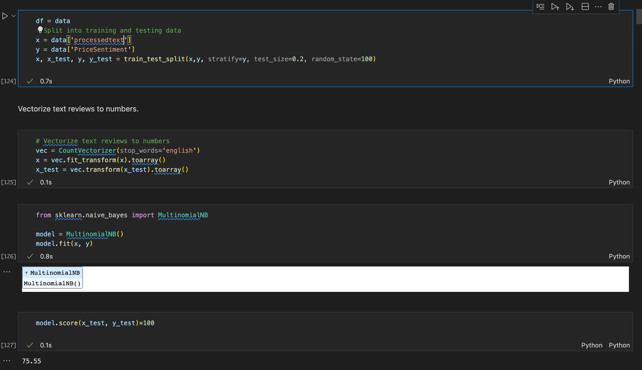 df = data
Split into training and testing data
x = data['processedtext']
y = data['PriceSentiment']
x, x_test, y, y_test = train_test_split(x,y, stratify=y, test_size=0.2, random_state=100)
[124]
0.7s
Python
Vectorize text reviews to numbers.
# Vectorize text reviews to numbers
vec = CountVectorizer(stop_words='english')
x = vec.fit_transform(x).toarray()
x_test = vec.transform(x_test).toarray()
[125]
0.1s
Python
from sklearn.naive_bayes import MultinomialNB
model = MultinomialNB()
model.fit(x, y)
[126]
0.8s
Python
MultinomialNB
MultinomialNB()
model.score(x_test, y_test)*100
[127]
0.1s
Python Python
75.55